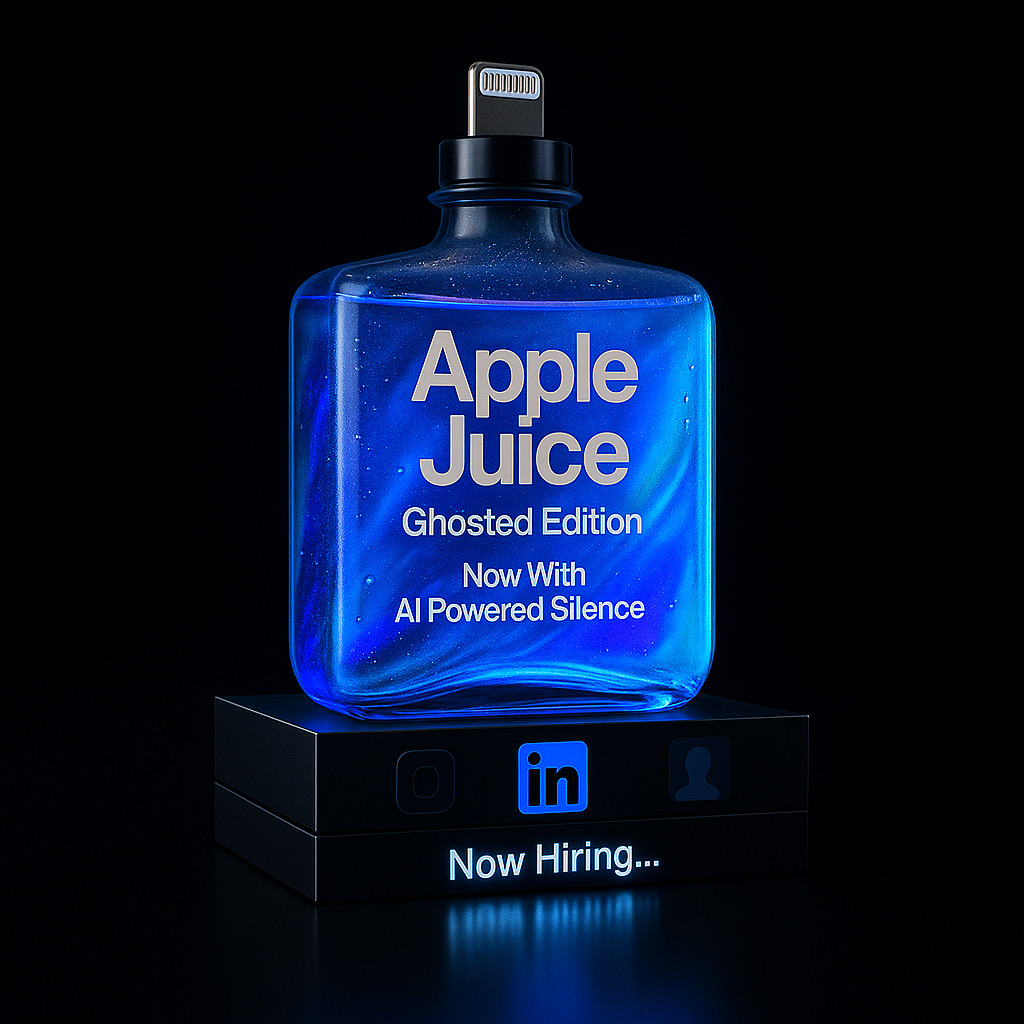 Apple
Juice
Ghosted Edition
Now With
AI Powered Silence
in
Now Hiring...